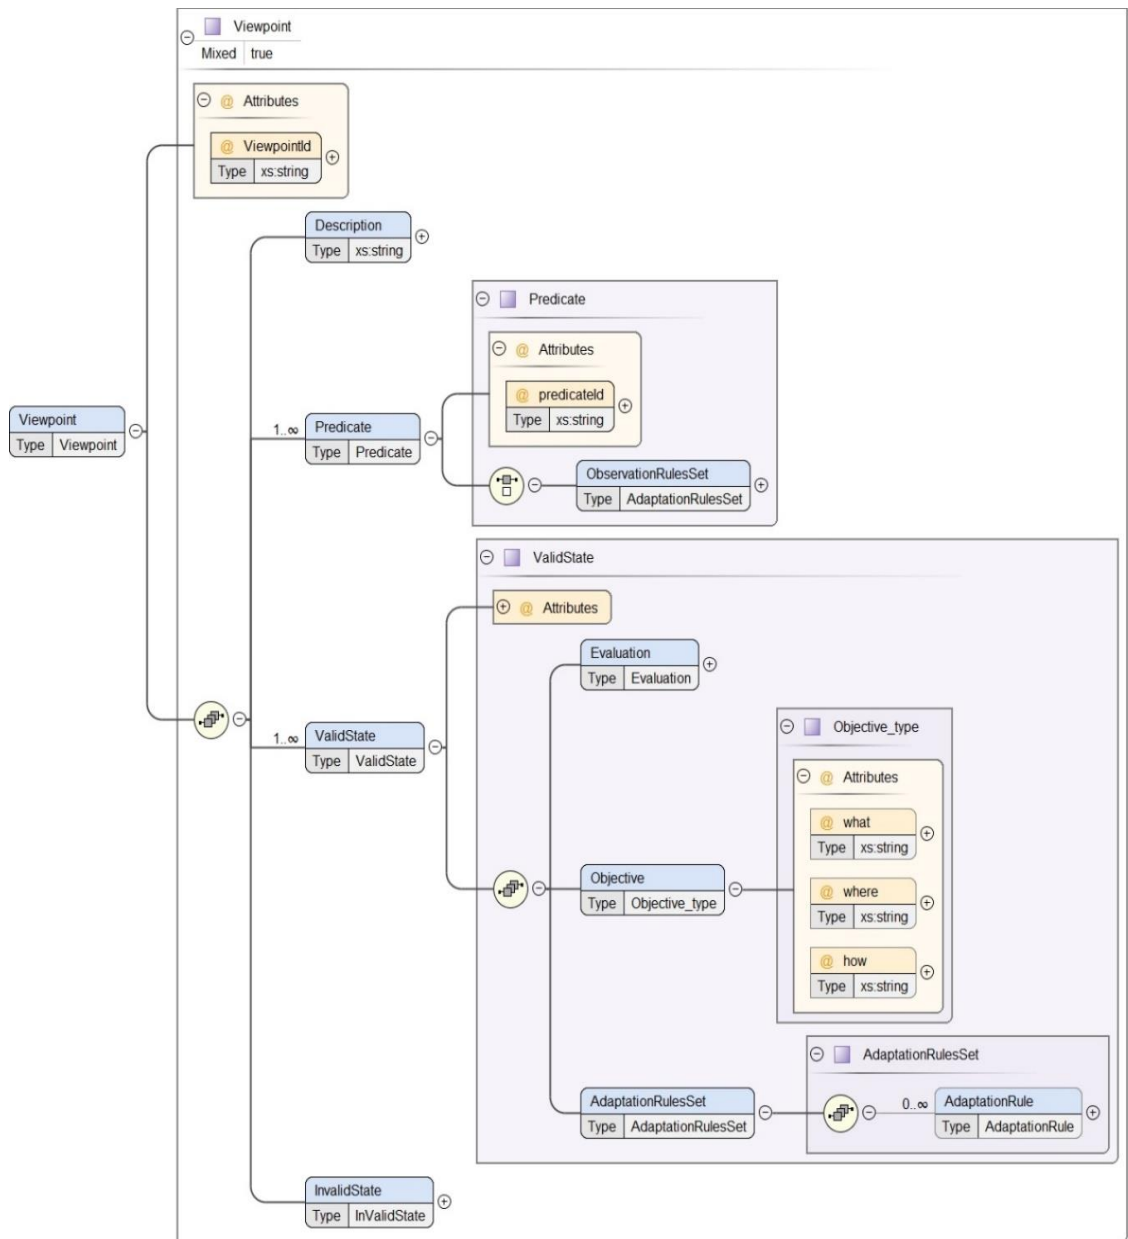 Viewpoint
Mixed true
@ Attributes
@ ViewpointId
Type xs:string
Description
Type xs:string
Predicate
@ Attributes
@ predicateId
Type xs:string
Viewpoint
Type Viewpoint
1..∞
Predicate
Type Predicate
ObservationRulesSet
Type AdaptationRulesSet
ValidState
@ Attributes
Evaluation
Type Evaluation
1..∞
ValidState
Type ValidState
Objective_type
@ Attributes
@ what
Type xs:string
Objective
Type Objective_type
@ where
Type xs:string
@ how
Type xs:string
AdaptationRulesSet
AdaptationRulesSet
Type AdaptationRulesSet
0..∞
AdaptationRule
Type AdaptationRule
InvalidState
Type InValidState